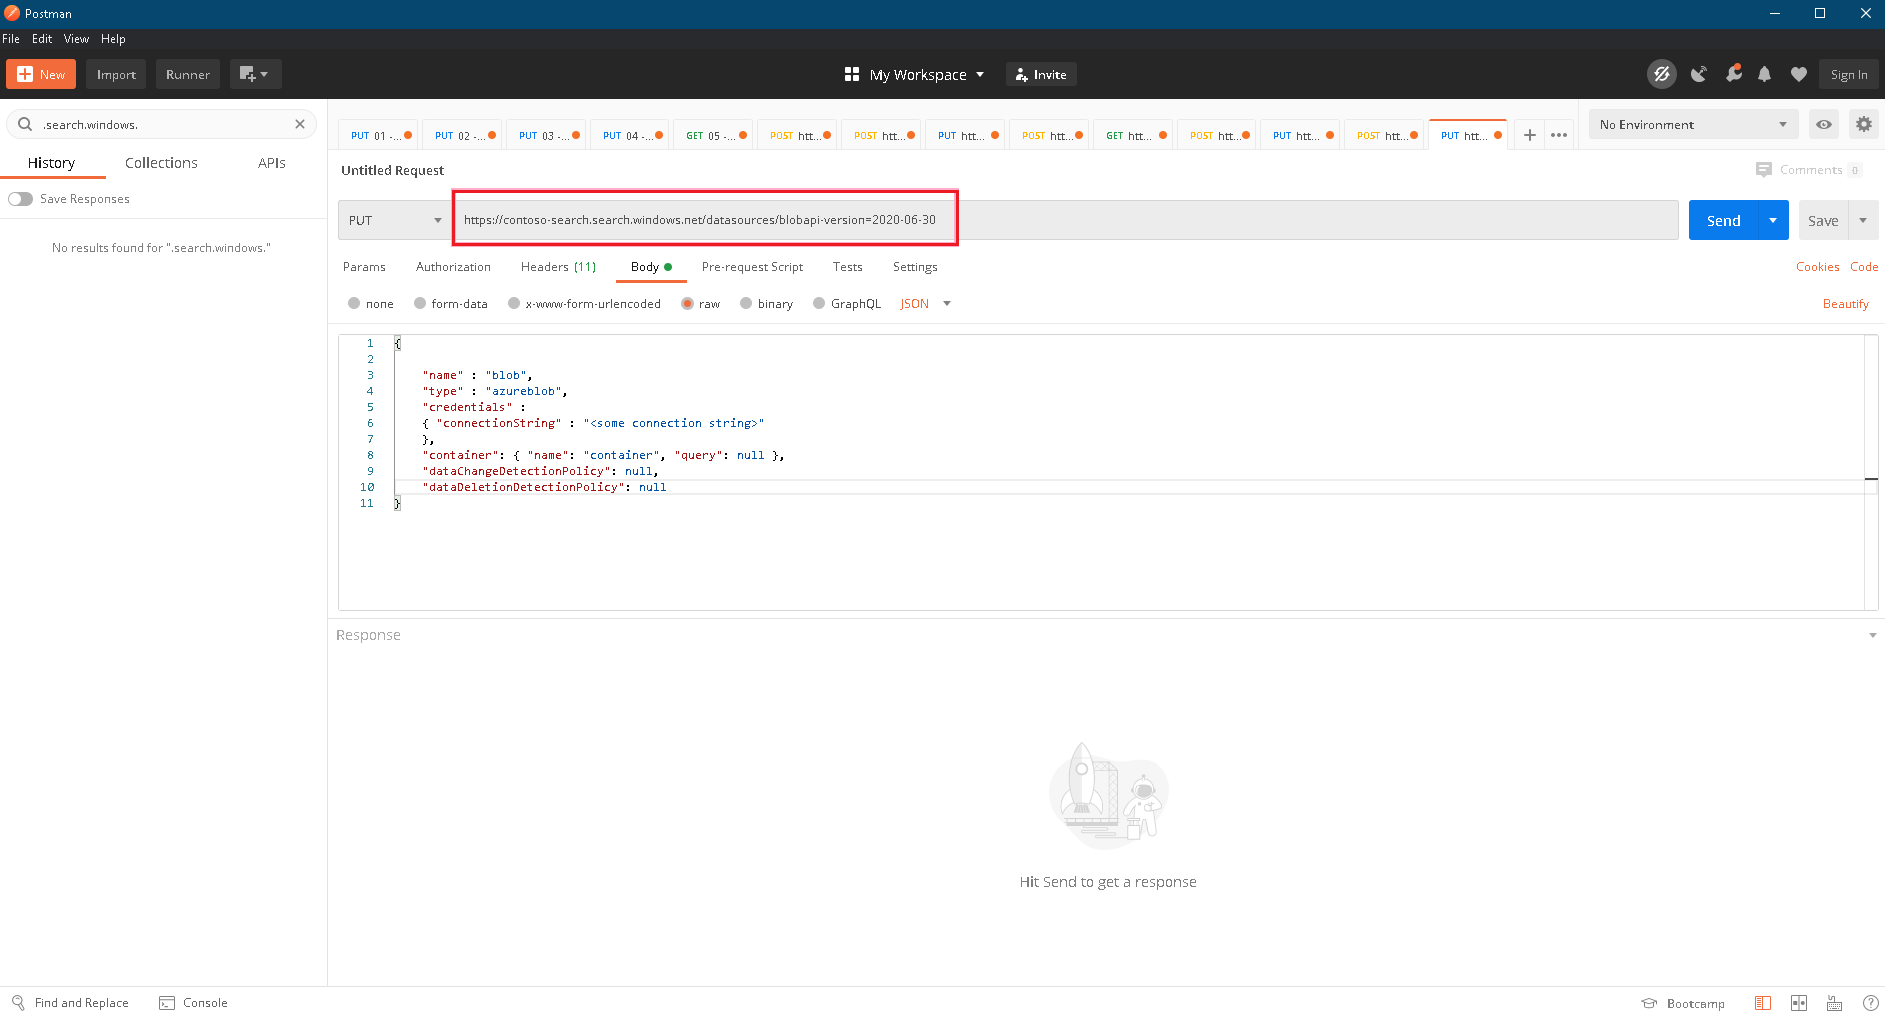 Postman
File Edit View Help
New Import Runner My Workspace Invite Sign In
.search.windows.
PUT 01 -... PUT 02 -... PUT 03 -... PUT 04 -... GET 05 -... POST htt... POST htt... PUT htt... POST htt... GET htt... POST htt... PUT htt... POST htt... PUT htt...
No Environment
History Collections APIs
Untitled Request
Comments 0
Save Responses
PUT https://contoso-search.search.windows.net/datasources/blobapi-version=2020-06-30 Send Save
No results found for ".search.windows."
Params Authorization Headers (11) Body Pre-request Script Tests Settings Cookies Code
none form-data x-www-form-urlencoded raw binary GraphQL JSON Beautify
1 {
2
3 "name" : "blob",
4 "type" : "azureblob",
5 "credentials" :
6 { "connectionString" : "<some connection string>"
7 },
8 "container": { "name": "container", "query": null },
9 "dataChangeDetectionPolicy": null,
10 "dataDeletionDetectionPolicy": null
11 }
Response
Hit Send to get a response
Find and Replace Console Bootcamp